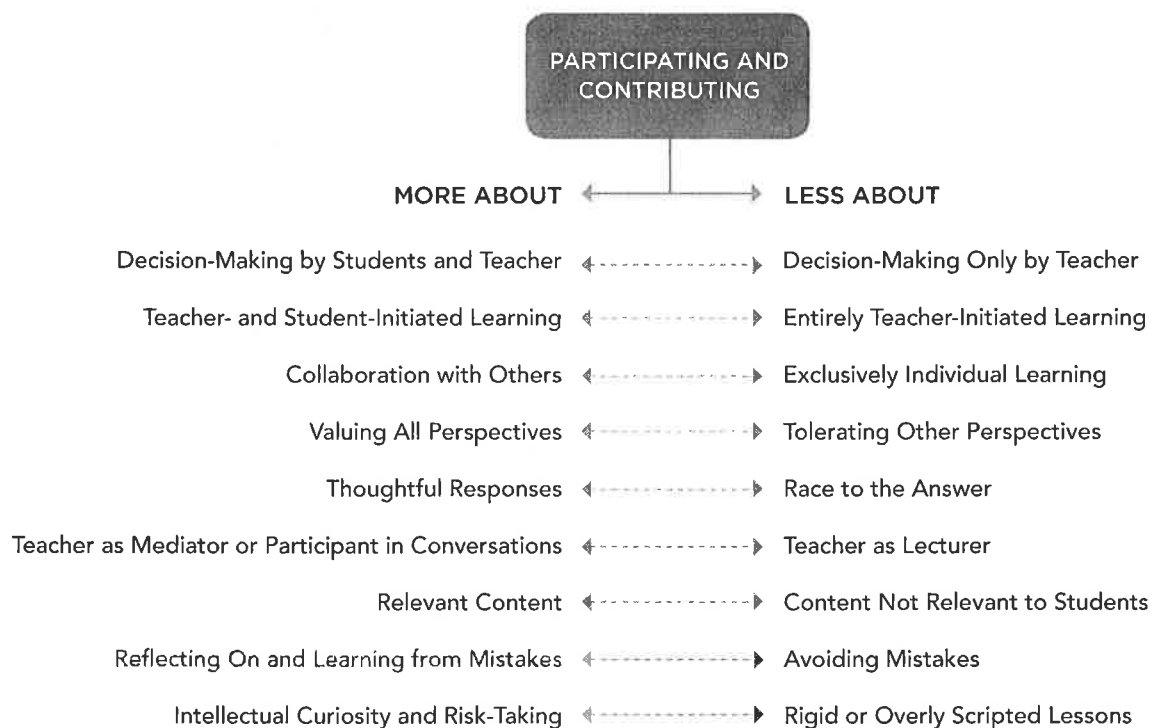 PARTICIPATING AND
CONTRIBUTING
MORE ABOUT LESS ABOUT
Decision-Making by Students and Teacher Decision-Making Only by Teacher
Teacher- and Student-Initiated Learning Entirely Teacher-Initiated Learning
Collaboration with Others Exclusively Individual Learning
Valuing All Perspectives Tolerating Other Perspectives
Thoughtful Responses Race to the Answer
Teacher as Mediator or Participant in Conversations Teacher as Lecturer
Relevant Content Content Not Relevant to Students
Reflecting On and Learning from Mistakes Avoiding Mistakes
Intellectual Curiosity and Risk-Taking Rigid or Overly Scripted Lessons